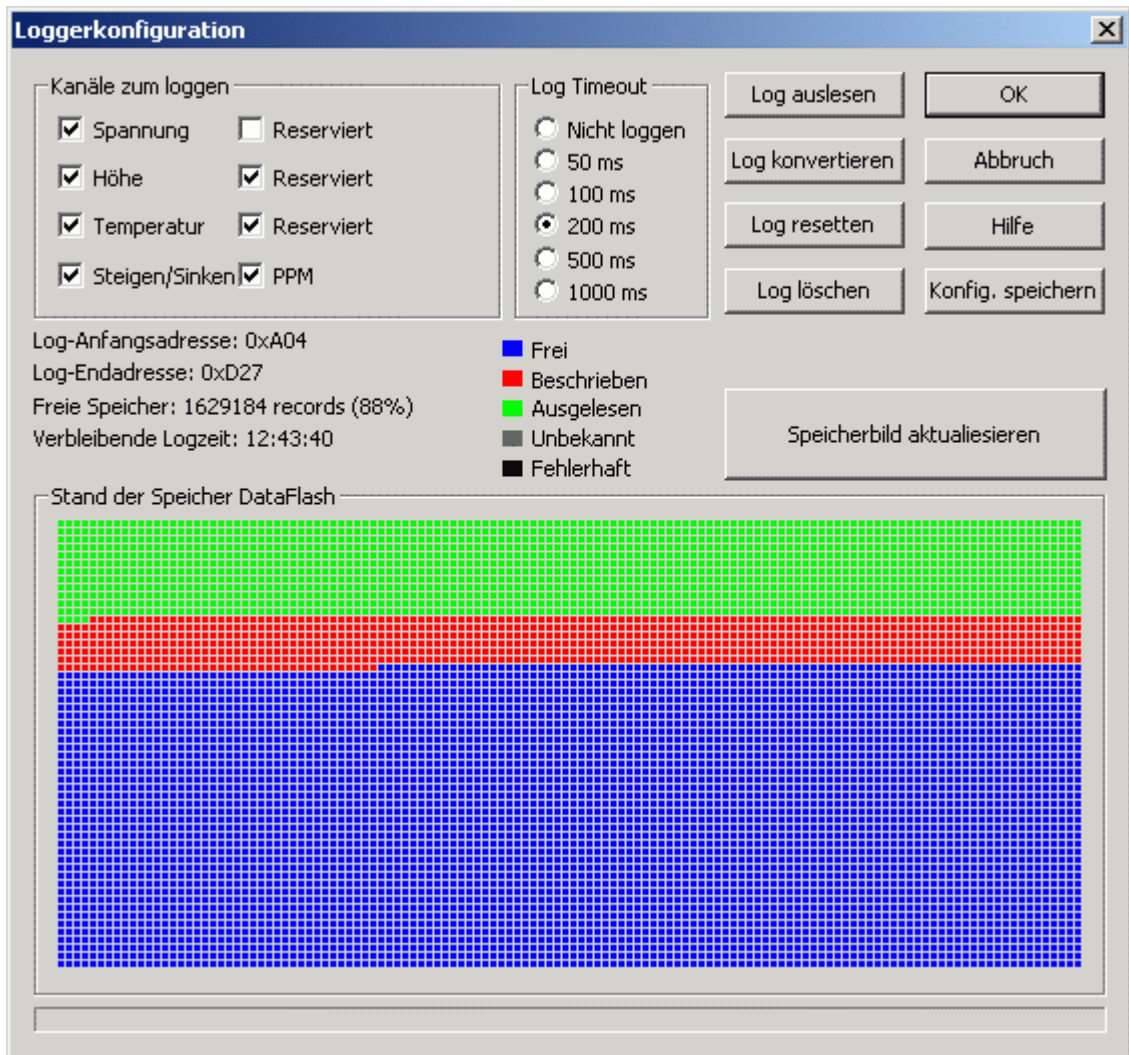 Loggerkonfiguration
Kanäle zum loggen
Spannung
Reserviert
Höhe
Reserviert
Temperatur
Reserviert
Steigen/Sinken
PPM
Log Timeout
Nicht loggen
50 ms
100 ms
200 ms
500 ms
1000 ms
Log auslesen
OK
Log konvertieren
Abbruch
Log resetten
Hilfe
Log löschen
Konfig. speichern
Log-Anfangsadresse: 0xA04
Log-Endadresse: 0xD27
Freie Speicher: 1629184 records (88%)
Verbleibende Logzeit: 12:43:40
Frei
Beschrieben
Ausgelesen
Unbekannt
Fehlerhaft
Speicherbild aktualiesieren
Stand der Speicher DataFlash